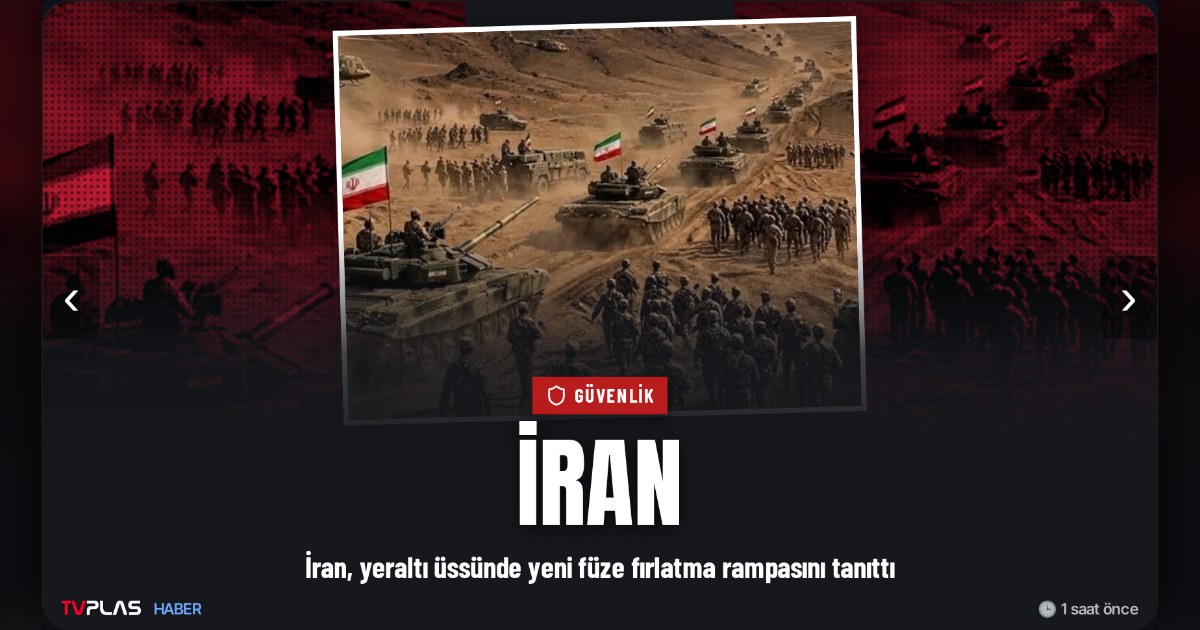 GÜVENLİK
İRAN
İran, yeraltı üssünde yeni füze fırlatma rampasını tanıttı
TVPLAS HABER
1 saat önce